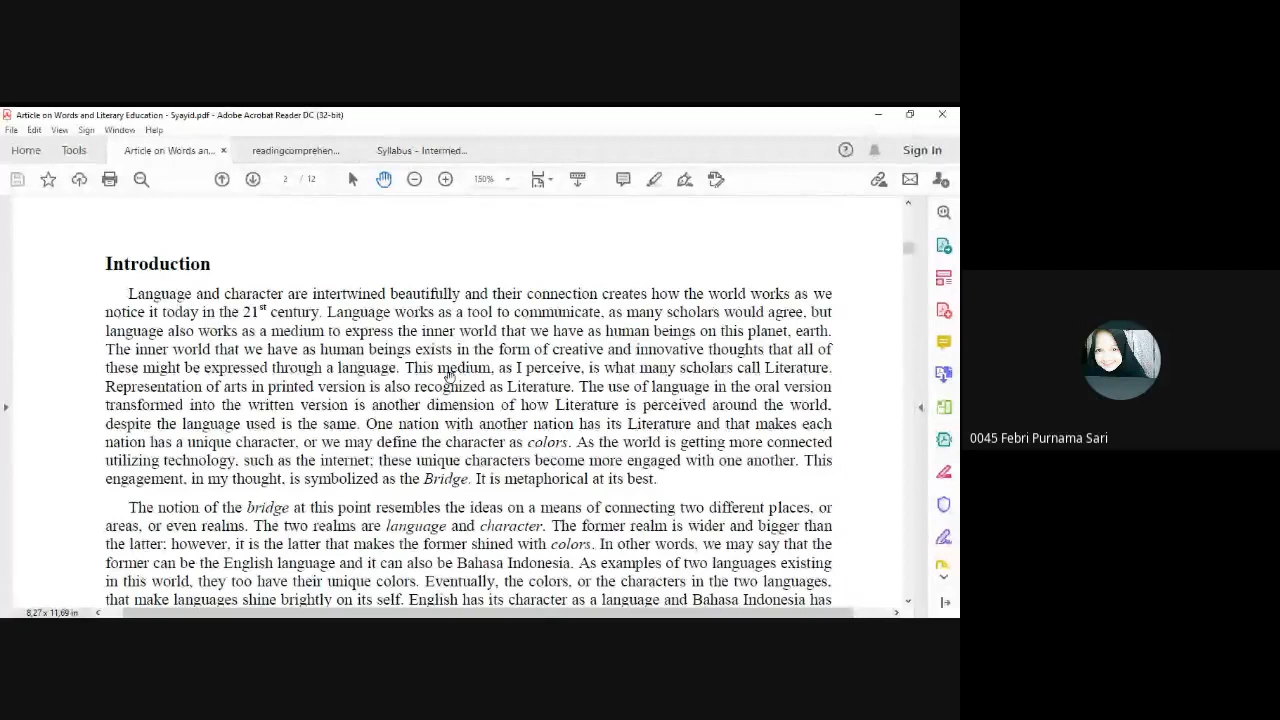 Article on Words and Literary Education - Syayid.pdf - Adobe Acrobat Reader DC (32-bit)
File Edit View Sign Window Help
Home Tools Article on Words an... × readingcomprehen... Syllabus - Intermed... Sign In
2 / 12 150%
Introduction
Language and character are intertwined beautifully and their connection creates how the world works as we
notice it today in the 21st century. Language works as a tool to communicate, as many scholars would agree, but
language also works as a medium to express the inner world that we have as human beings on this planet, earth.
The inner world that we have as human beings exists in the form of creative and innovative thoughts that all of
these might be expressed through a language. This medium, as I perceive, is what many scholars call Literature.
Representation of arts in printed version is also recognized as Literature. The use of language in the oral version
transformed into the written version is another dimension of how Literature is perceived around the world,
despite the language used is the same. One nation with another nation has its Literature and that makes each
nation has a unique character, or we may define the character as colors. As the world is getting more connected
utilizing technology, such as the internet; these unique characters become more engaged with one another. This
engagement, in my thought, is symbolized as the Bridge. It is metaphorical at its best.
The notion of the bridge at this point resembles the ideas on a means of connecting two different places, or
areas, or even realms. The two realms are language and character. The former realm is wider and bigger than
the latter; however, it is the latter that makes the former shined with colors. In other words, we may say that the
former can be the English language and it can also be Bahasa Indonesia. As examples of two languages existing
in this world, they too have their unique colors. Eventually, the colors, or the characters in the two languages,
that make languages shine brightly on its self. English has its character as a language and Bahasa Indonesia has
8,27 x 11,69 in
0045 Febri Purnama Sari